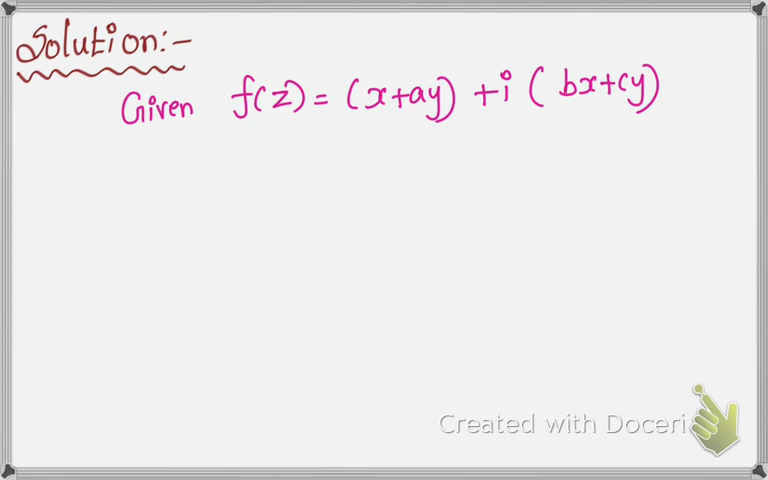 Solution:-
Given f(z) = (x+ay) +i ( bx+cy)
Created with Doceri